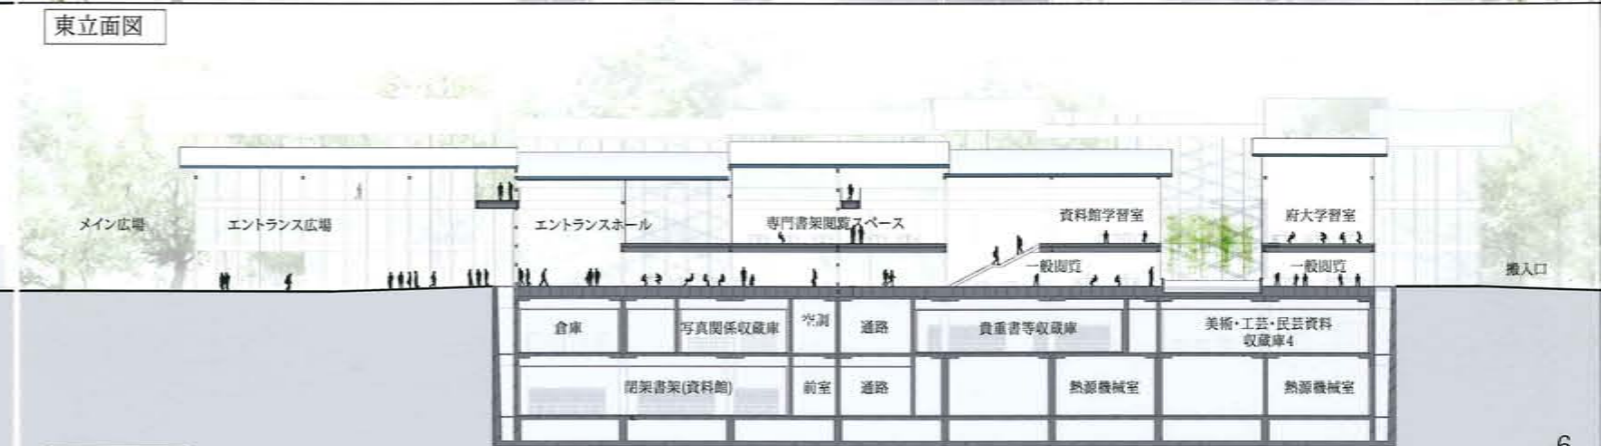 東立面図
メイン広場
エントランス広場
エントランスホール
専門書架閲覧スペース
資料館学習室
府大学習室
一般閲覧
一般閲覧
搬入口
倉庫
写真関係収蔵庫
空調
通路
貴重書等収蔵庫
美術・工芸・民芸資料
収蔵庫4
閉架書架(資料館)
前室
通路
熱源機械室
熱源機械室
6